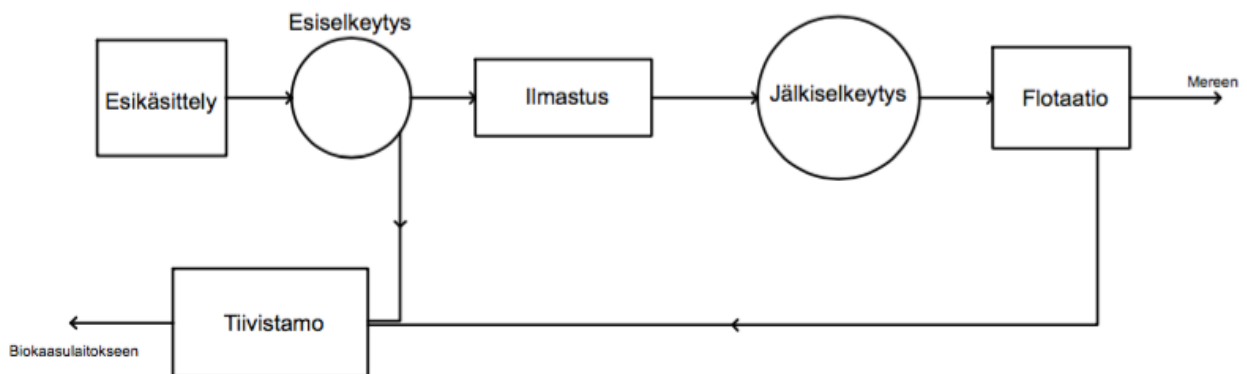 Esiselkeytys
Esikäsittely
Ilmastus
Jälkiselkeytys
Flotaatio
Mereen
Tiivistamo
Biokaasulaitokseen